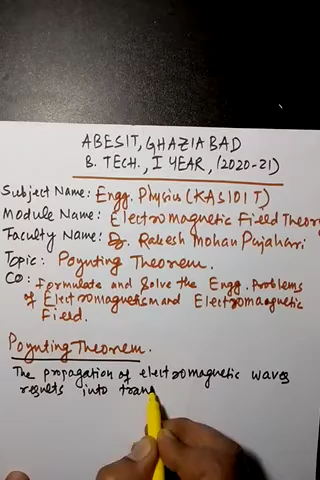 ABESIT, GHAZIABAD
B. TECH., I YEAR, (2020-21)
Subject Name: Engg. Physics (KAS101T)
Module Name: Electromagnetic Field Theory
Faculty Name: Dr. Rakesh Mohan Pujahari
Topic: Poynting Theorem.
CO: Formulate and Solve the Engg. Problems
of Electromagnetism and Electromagnetic
Field.
Poynting Theorem.
The propagation of electromagnetic waves
results into trans